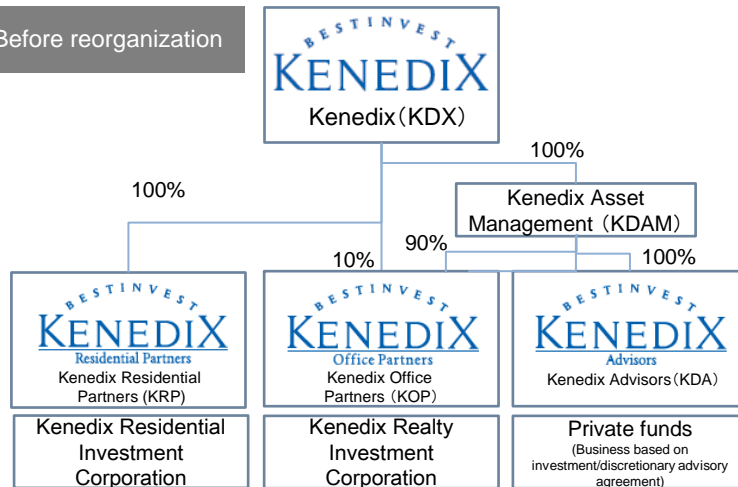 Before reorganization
BESTINVEST
KENEDIX
Kenedix（KDX）
100%
100%
Kenedix Asset
Management （KDAM）
90%
10%
100%
BESTINVEST
KENEDIX
Residential Partners
Kenedix Residential
Partners (KRP)
BESTINVEST
KENEDIX
Office Partners
Kenedix Office
Partners （KOP）
BESTINVEST
KENEDIX
Advisors
Kenedix Advisors（KDA）
Kenedix Residential
Investment
Corporation
Kenedix Realty
Investment
Corporation
Private funds
(Business based on
investment/discretionary advisory
agreement)